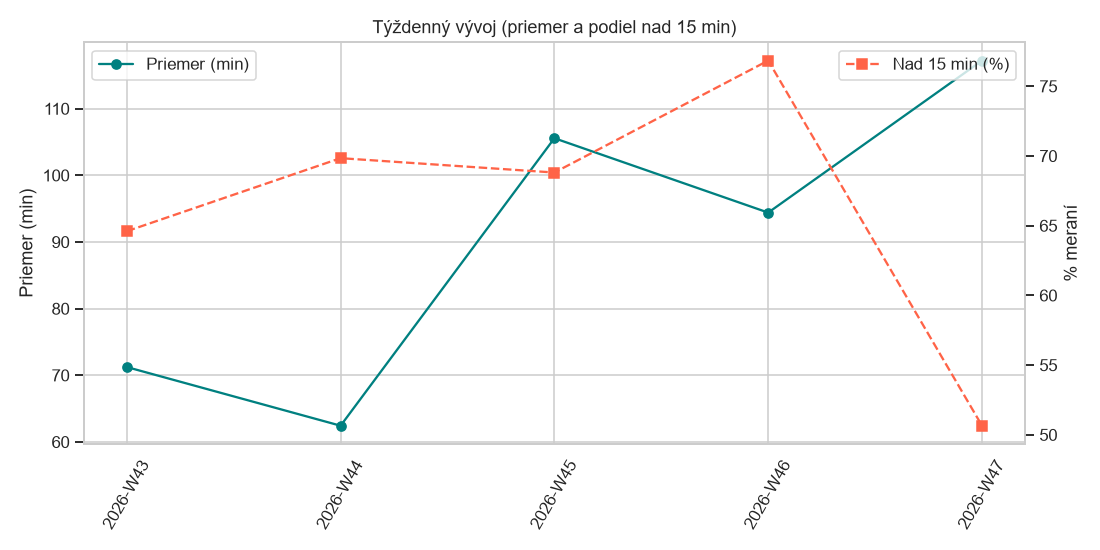 Týždenný vývoj (priemer a podiel nad 15 min)
Priemer (min)
Nad 15 min (%)
110
100
90
80
70
60
Priemer (min)
75
70
65
60
55
50
% meraní
2026-W43
2026-W44
2026-W45
2026-W46
2026-W47